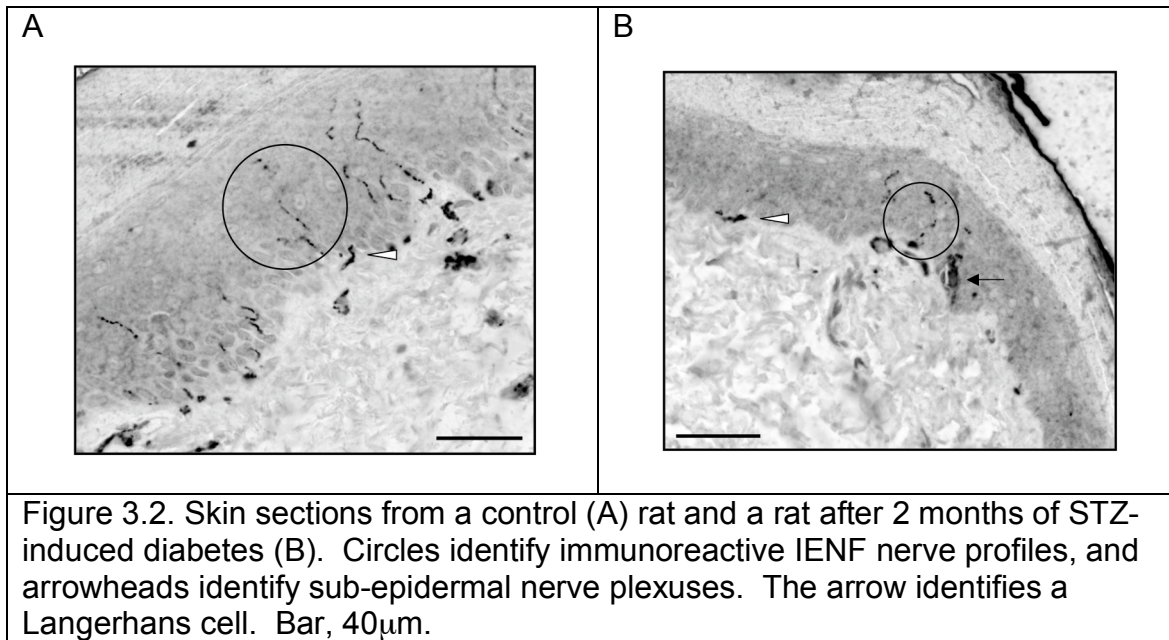 A
B
Figure 3.2. Skin sections from a control (A) rat and a rat after 2 months of STZ-
induced diabetes (B).  Circles identify immunoreactive IENF nerve profiles, and
arrowheads identify sub-epidermal nerve plexuses.  The arrow identifies a
Langerhans cell.  Bar, 40μm.